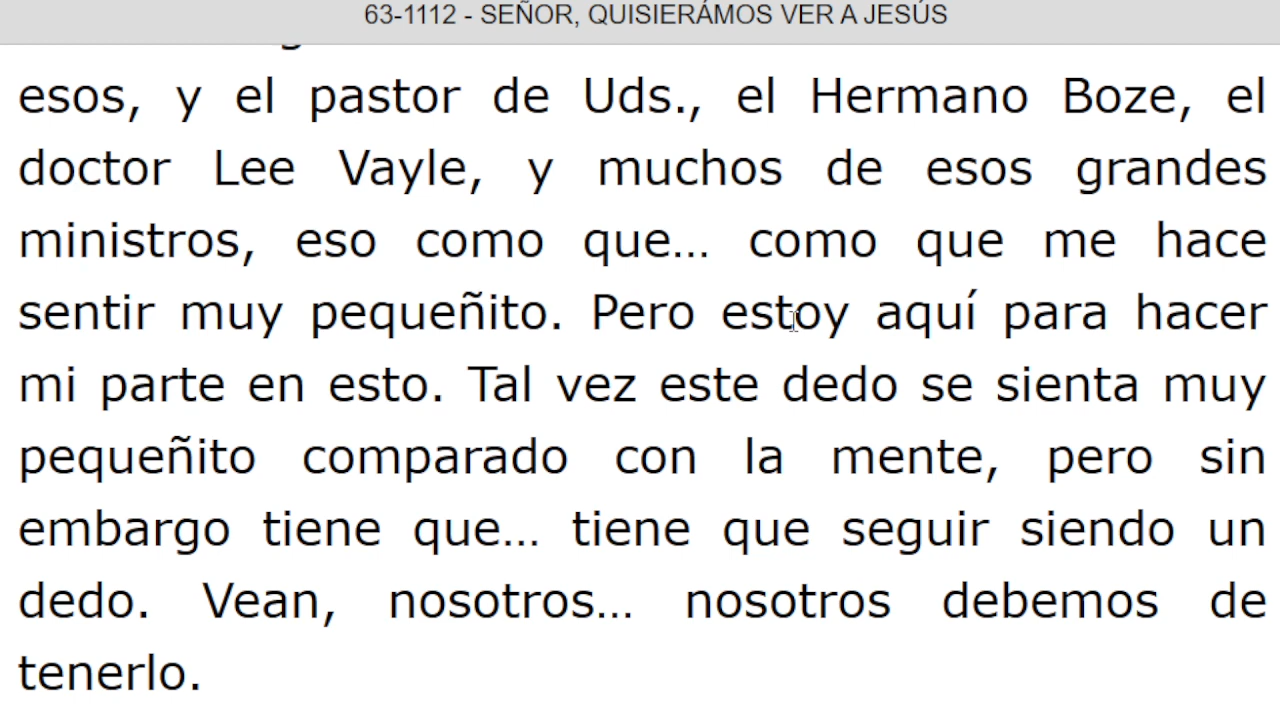 63-1112 - SEÑOR, QUISIERÁMOS VER A JESÚS
esos, y el pastor de Uds., el Hermano Boze, el
doctor Lee Vayle, y muchos de esos grandes
ministros, eso como que… como que me hace
sentir muy pequeñito. Pero estoy aquí para hacer
mi parte en esto. Tal vez este dedo se sienta muy
pequeñito comparado con la mente, pero sin
embargo tiene que… tiene que seguir siendo un
dedo. Vean, nosotros… nosotros debemos de
tenerlo.